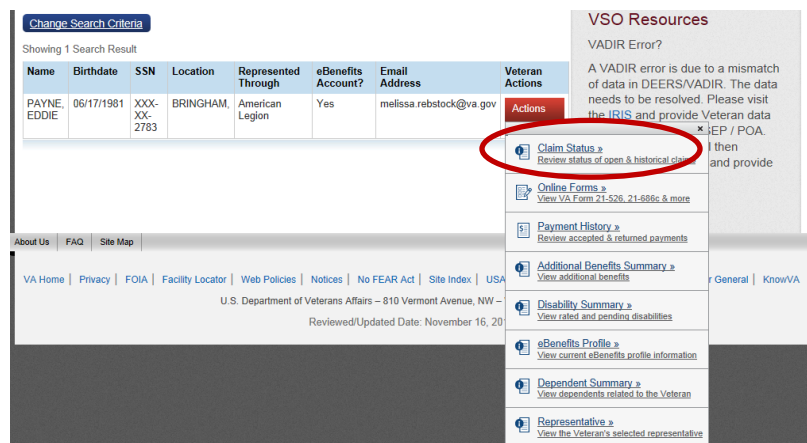 Change Search Criteria
Showing 1 Search Result
Name Birthdate SSN Location Represented Through eBenefits Account? Email Address Veteran Actions
PAYNE, EDDIE 06/17/1981 XXX-XX-2783 BRINGHAM, American Legion Yes melissa.rebstock@va.gov Actions
VSO Resources
VADIR Error?
A VADIR error is due to a mismatch
of data in DEERS/VADIR. The data
needs to be resolved. Please visit
the IRIS and provide Veteran data
SEP / POA.
then
and provide
x
Claim Status »
Review status of open & historical claims
Online Forms »
View VA Form 21-526, 21-686c & more
Payment History »
Review accepted & returned payments
Additional Benefits Summary »
View additional benefits
Disability Summary »
View rated and pending disabilities
eBenefits Profile »
View current eBenefits profile information
Dependent Summary »
View dependents related to the Veteran
Representative »
View the Veteran's selected representative
About Us FAQ Site Map
VA Home | Privacy | FOIA | Facility Locator | Web Policies | Notices | No FEAR Act | Site Index | USA r General | KnowVA
U.S. Department of Veterans Affairs – 810 Vermont Avenue, NW –
Reviewed/Updated Date: November 16, 20